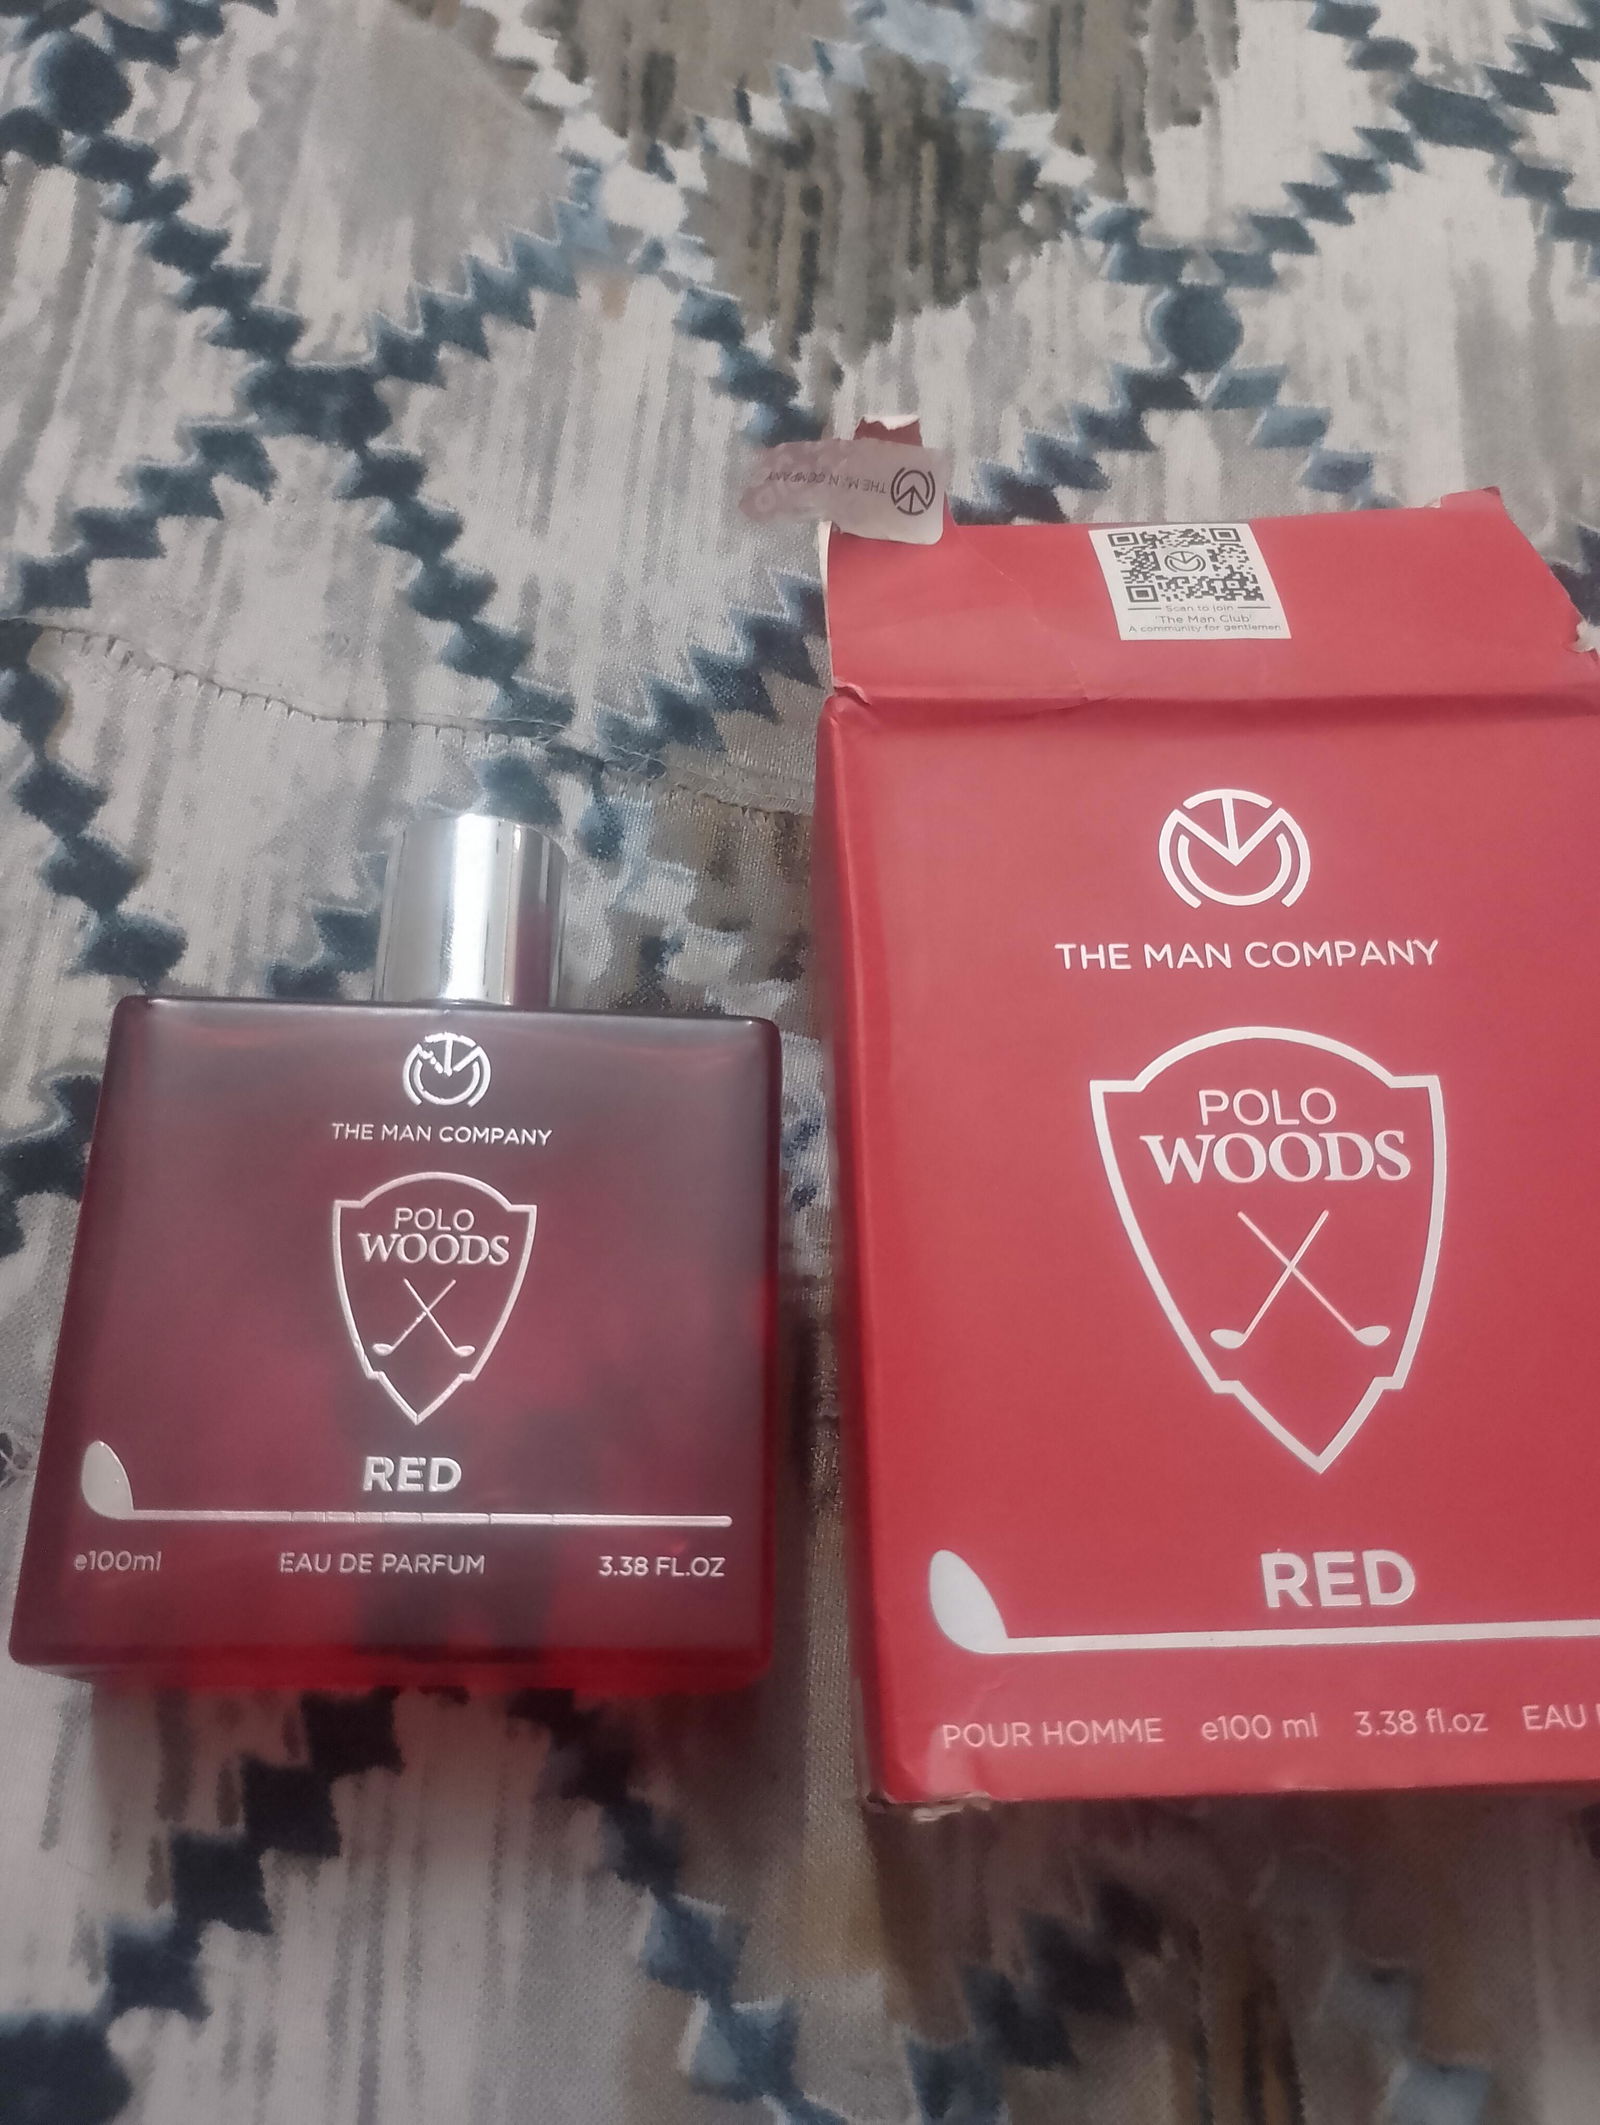 THE MAN COMPANY
POLO
WOODS
RED
e100ml EAU DE PARFUM 3.38 FL.OZ
THE MAN COMPANY
Scan to join
'The Man Club'
A community for gentlemen
THE MAN COMPANY
POLO
WOODS
RED
POUR HOMME e100 ml 3.38 fl.oz EAU